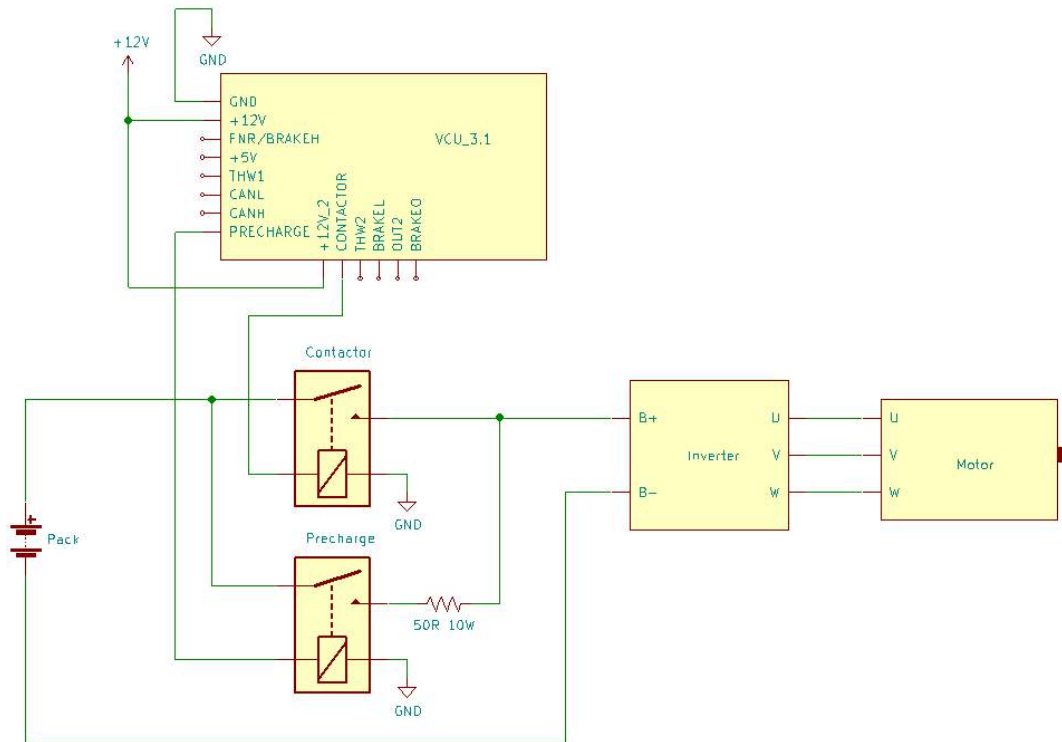 +12V
GND
GND
+12V
FNR/BRAKEH
+5V
THW1
CANL
CANH
PRECHARGE
VCU_3.1
+12V_2
CONTACTOR
THW2
BRAKEL
OUT2
BRAKEO
Contactor
GND
B+
B-
Inverter
U
V
W
U
V
W
Motor
+
Pack
Precharge
50R 10W
GND